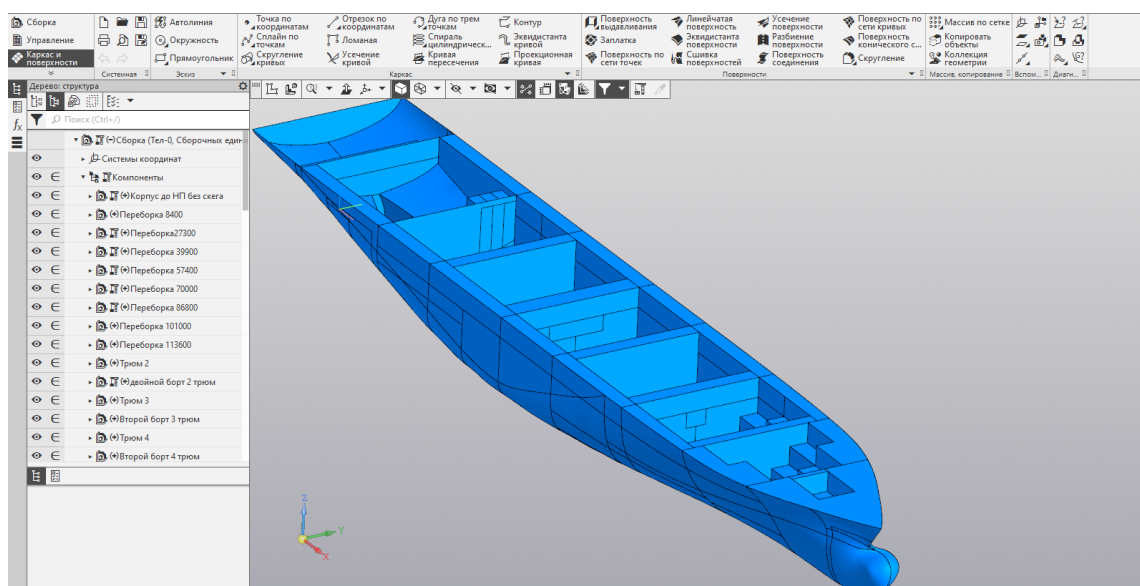 Сборка
Управление
Каркас и поверхности
Системная
Автолиния
Окружность
Прямоугольник
Эскиз
Точка по координатам
Сплайн по точкам
Скругление кривых
Отрезок по координатам
Ломаная
Усечение кривой
Дуга по трем точкам
Спираль цилиндрическ...
Кривая пересечения
Контур
Эквидистанта кривой
Проекционная кривая
Каркас
Поверхность выдавливания
Заплатка
Поверхность по сети точек
Линейчатая поверхность
Эквидистанта поверхности
Сшивка поверхностей
Усечение поверхности
Разбиение поверхности
Поверхность соединения
Поверхность по сети кривых
Поверхность конического с...
Скругление
Поверхности
Массив по сетке
Копировать объекты
Коллекция геометрии
Массив, копирование
Вспом...
Диагн...
Дерево: структура
Поиск (Ctrl+/)
(-)Сборка (Тел-0, Сборочных един
Системы координат
Компоненты
(+)Корпус до НП без скега
(+)Переборка 8400
(+)Переборка27300
(+)Переборка 39900
(+)Переборка 57400
(+)Переборка 70000
(+)Переборка 86800
(+)Переборка 101000
(+)Переборка 113600
(+)Трюм 2
(+)двойной борт 2 трюм
(+)Трюм 3
(+)Второй борт 3 трюм
(+)Трюм 4
(+)Второй борт 4 трюм
Z
Y
X